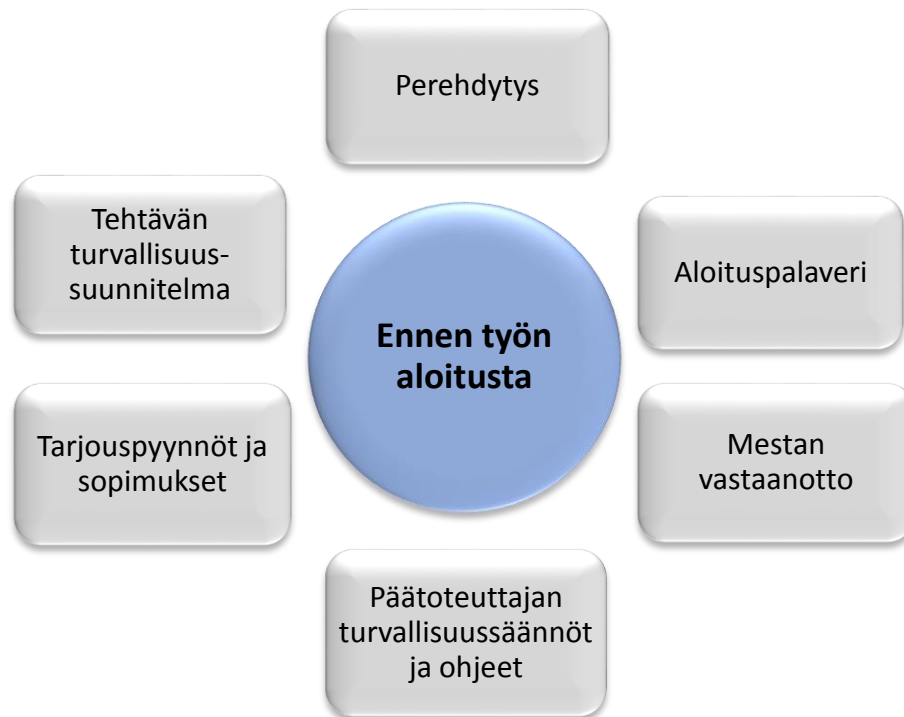 Perehdytys
Tehtävän
turvallisuus-
suunnitelma
Aloituspalaveri
Ennen työn
aloitusta
Tarjouspyynnöt ja
sopimukset
Mestan
vastaanotto
Päätoteuttajan
turvallisuussäännöt
ja ohjeet